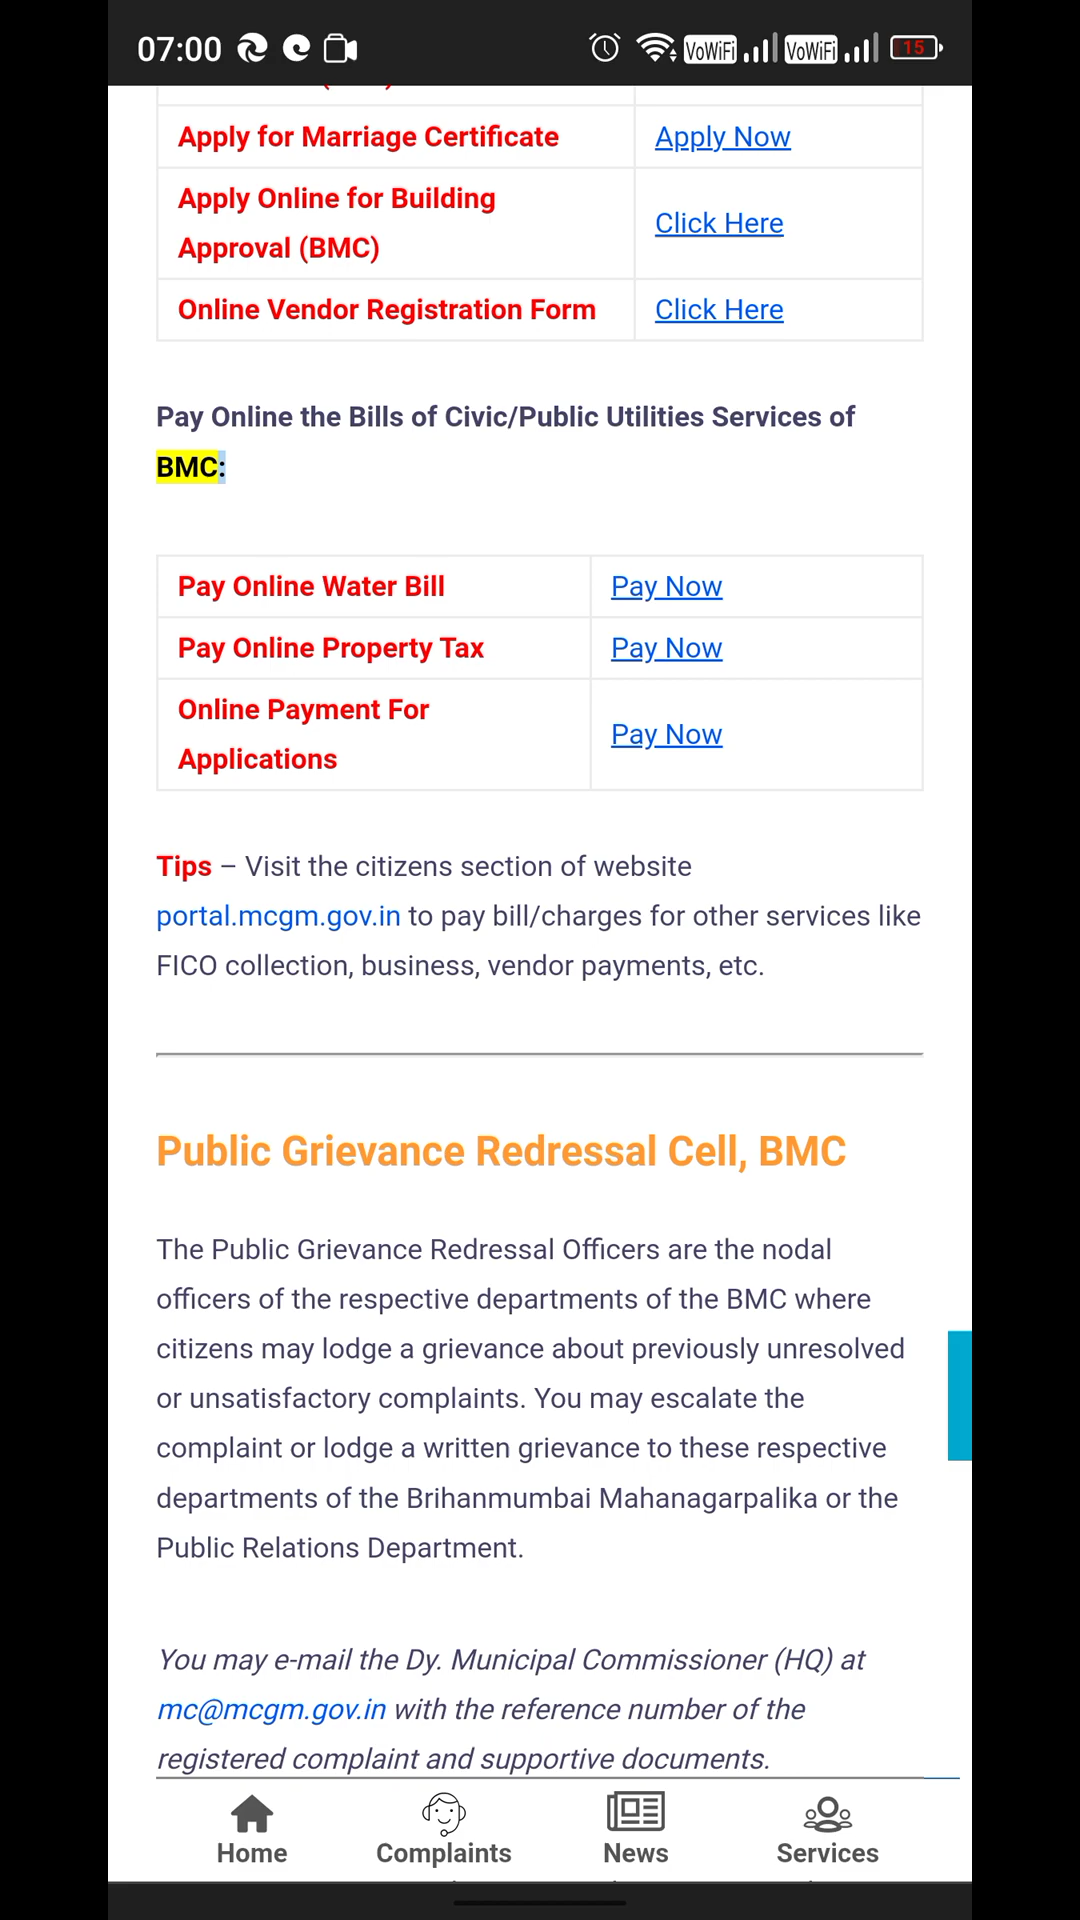 07:00 VoWiFi VoWiFi 15
Apply for Marriage Certificate Apply Now
Apply Online for Building
Approval (BMC) Click Here
Online Vendor Registration Form Click Here
Pay Online the Bills of Civic/Public Utilities Services of
BMC:
Pay Online Water Bill Pay Now
Pay Online Property Tax Pay Now
Online Payment For
Applications Pay Now
Tips – Visit the citizens section of website
portal.mcgm.gov.in to pay bill/charges for other services like
FICO collection, business, vendor payments, etc.
Public Grievance Redressal Cell, BMC
The Public Grievance Redressal Officers are the nodal
officers of the respective departments of the BMC where
citizens may lodge a grievance about previously unresolved
or unsatisfactory complaints. You may escalate the
complaint or lodge a written grievance to these respective
departments of the Brihanmumbai Mahanagarpalika or the
Public Relations Department.
You may e-mail the Dy. Municipal Commissioner (HQ) at
mc@mcgm.gov.in with the reference number of the
registered complaint and supportive documents.
Home Complaints News Services